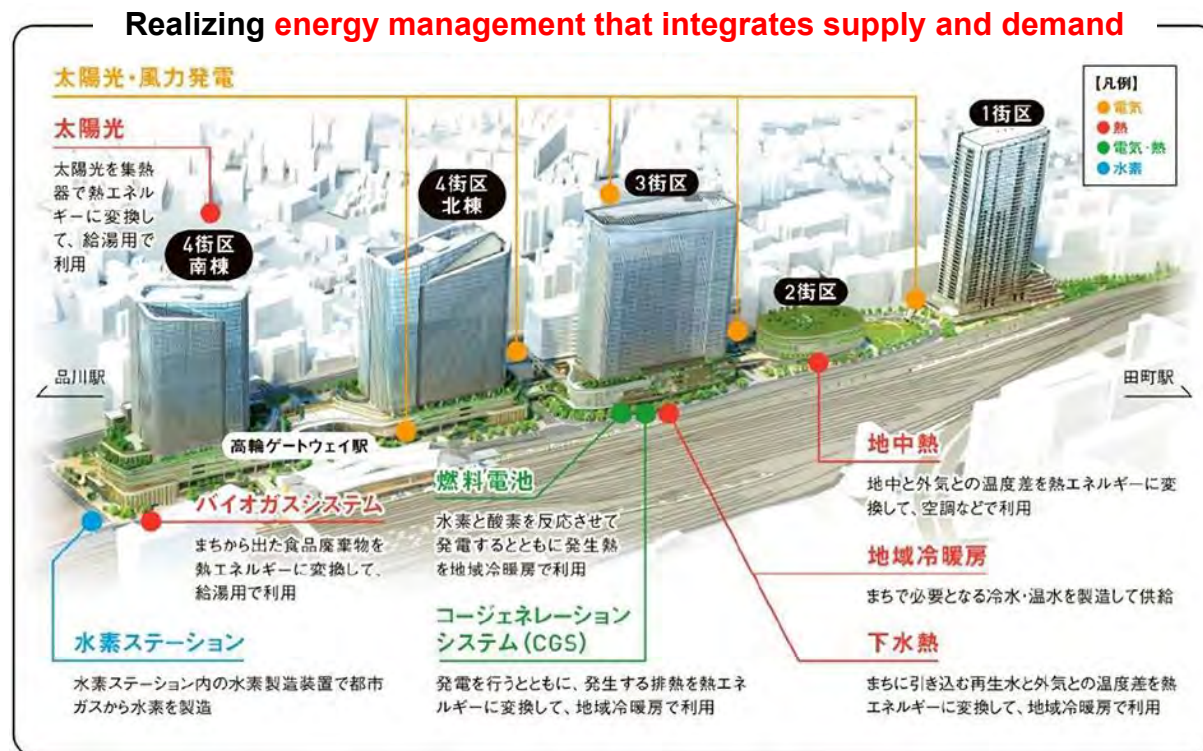 Realizing energy management that integrates supply and demand
太陽光・風力発電
太陽光
太陽光を集熱
器で熱エネル
ギーに変換し
て、給湯用で
利用
4街区
南棟
4街区
北棟
3街区
2街区
1街区
【凡例】
電気
熱
電気・熱
水素
品川駅
田町駅
高輪ゲートウェイ駅
バイオガスシステム
まちから出た食品廃棄物を
熱エネルギーに変換して、
給湯用で利用
水素ステーション
水素ステーション内の水素製造装置で都市
ガスから水素を製造
燃料電池
水素と酸素を反応させて
発電するとともに発生熱
を地域冷暖房で利用
コージェネレーション
システム(CGS)
発電を行うとともに、発生する排熱を熱エネ
ルギーに変換して、地域冷暖房で利用
地中熱
地中と外気との温度差を熱エネルギーに変
換して、空調などで利用
地域冷暖房
まちで必要となる冷水・温水を製造して供給
下水熱
まちに引き込む再生水と外気との温度差を熱
エネルギーに変換して、地域冷暖房で利用